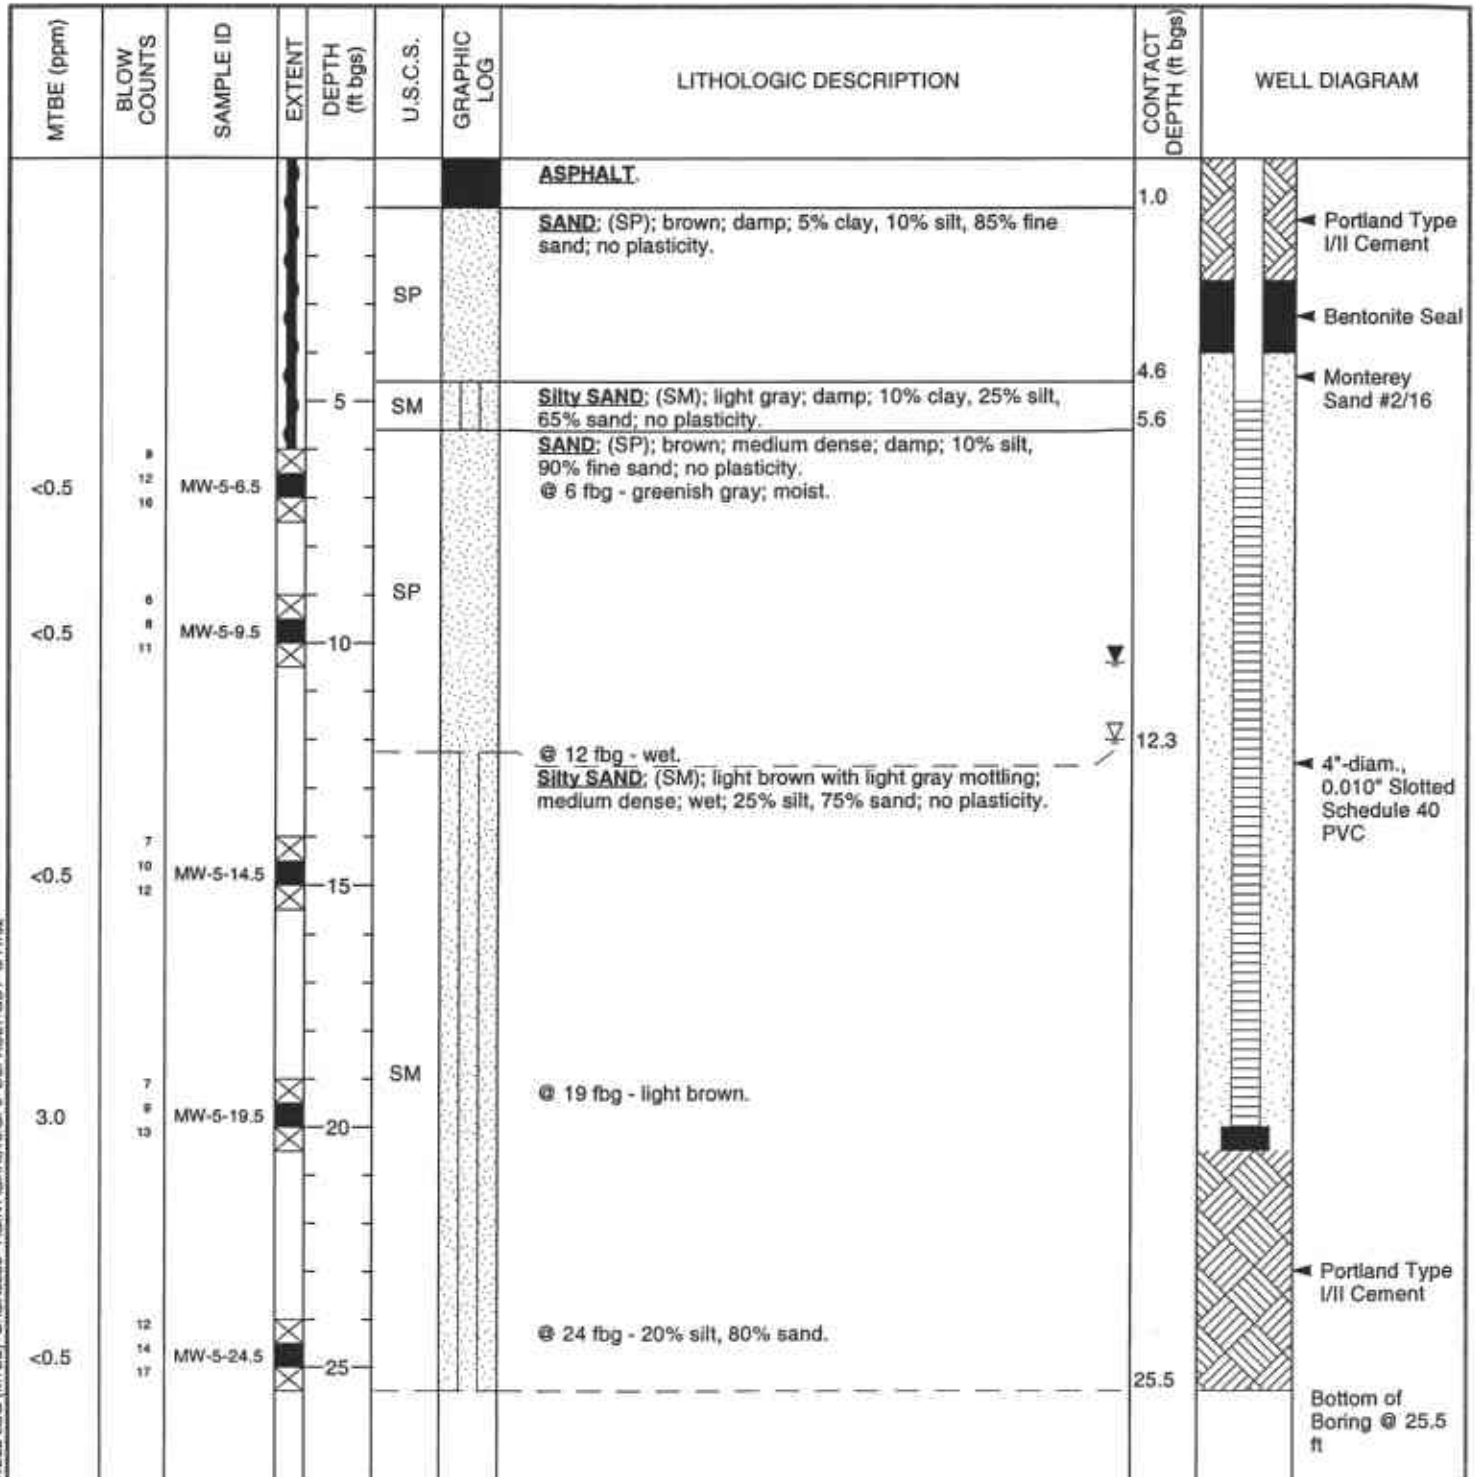 MTBE (ppm)
BLOW
COUNTS
SAMPLE ID
EXTENT
DEPTH
(ft bgs)
U.S.C.S.
GRAPHIC
LOG
LITHOLOGIC DESCRIPTION
CONTACT
DEPTH (ft bgs)
WELL DIAGRAM
ASPHALT.
1.0
SAND; (SP); brown; damp; 5% clay, 10% silt, 85% fine
sand; no plasticity.
Portland Type
I/II Cement
SP
Bentonite Seal
4.6
Monterey
Sand #2/16
5
SM
Silty SAND; (SM); light gray; damp; 10% clay, 25% silt,
65% sand; no plasticity.
5.6
SAND; (SP); brown; medium dense; damp; 10% silt,
90% fine sand; no plasticity.
@ 6 fbg - greenish gray; moist.
<0.5
12
MW-5-6.5
SP
6
8
11
<0.5
MW-5-9.5
10
@ 12 fbg - wet.
12.3
Silty SAND; (SM); light brown with light gray mottling;
medium dense; wet; 25% silt, 75% sand; no plasticity.
4"-diam.,
0.010" Slotted
Schedule 40
PVC
7
10
12
<0.5
MW-5-14.5
15
SM
@ 19 fbg - light brown.
7
9
13
3.0
MW-5-19.5
20
Portland Type
I/II Cement
@ 24 fbg - 20% silt, 80% sand.
12
14
17
<0.5
MW-5-24.5
25
25.5
Bottom of
Boring @ 25.5
ft